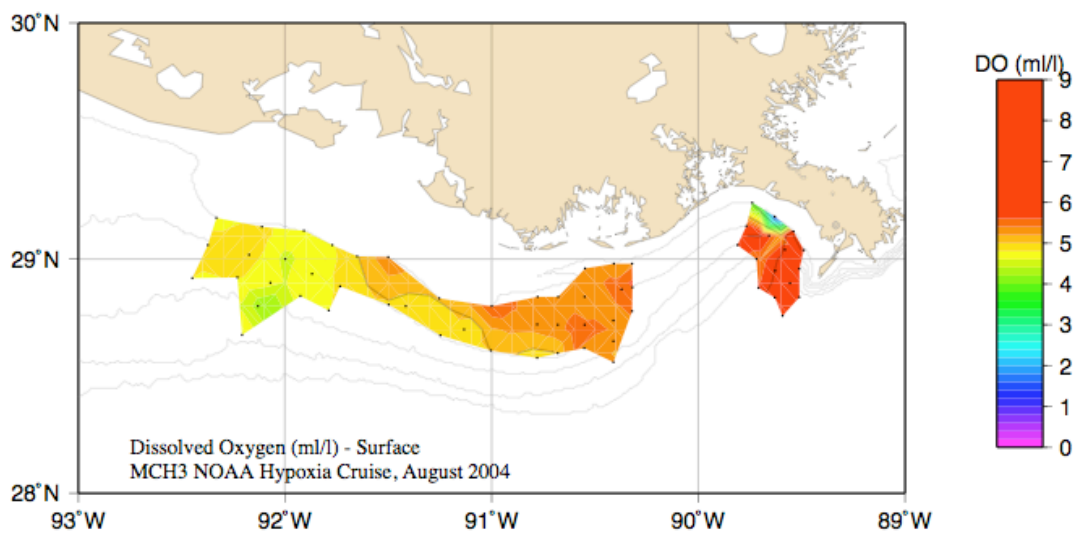 30˚N
DO (ml/l)
9
8
7
6
29˚N
5
4
3
2
1
Dissolved Oxygen (ml/l) - Surface
MCH3 NOAA Hypoxia Cruise, August 2004
0
28˚N
93˚W 92˚W 91˚W 90˚W 89˚W